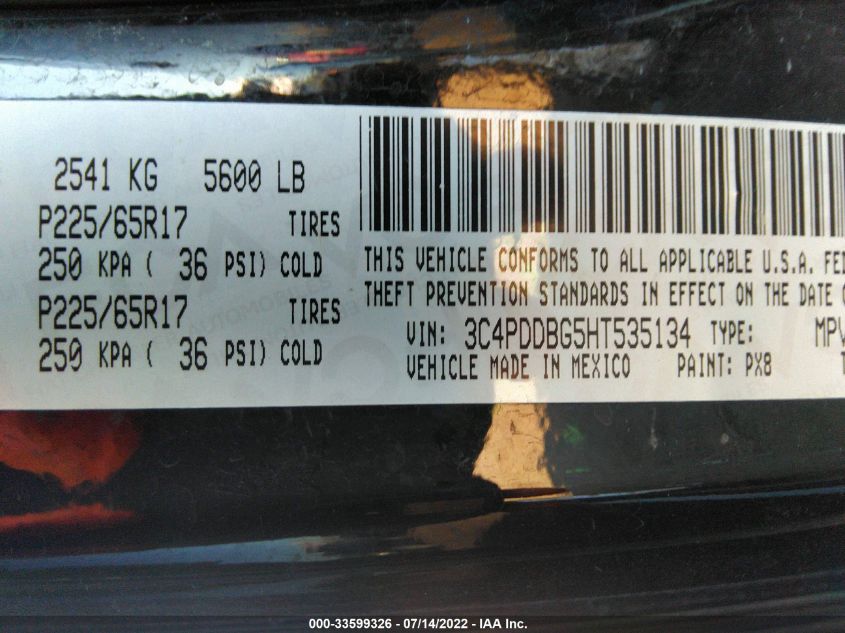 2541 KG 5600 LB
P225/65R17 TIRES
250 KPA ( 36 PSI) COLD
P225/65R17 TIRES
250 KPA ( 36 PSI) COLD
THIS VEHICLE CONFORMS TO ALL APPLICABLE U.S.A. FED
THEFT PREVENTION STANDARDS IN EFFECT ON THE DATE O
VIN: 3C4PDDBG5HT535134 TYPE: MPV
VEHICLE MADE IN MEXICO PAINT: PX8 T
000-33599326 - 07/14/2022 - IAA Inc.